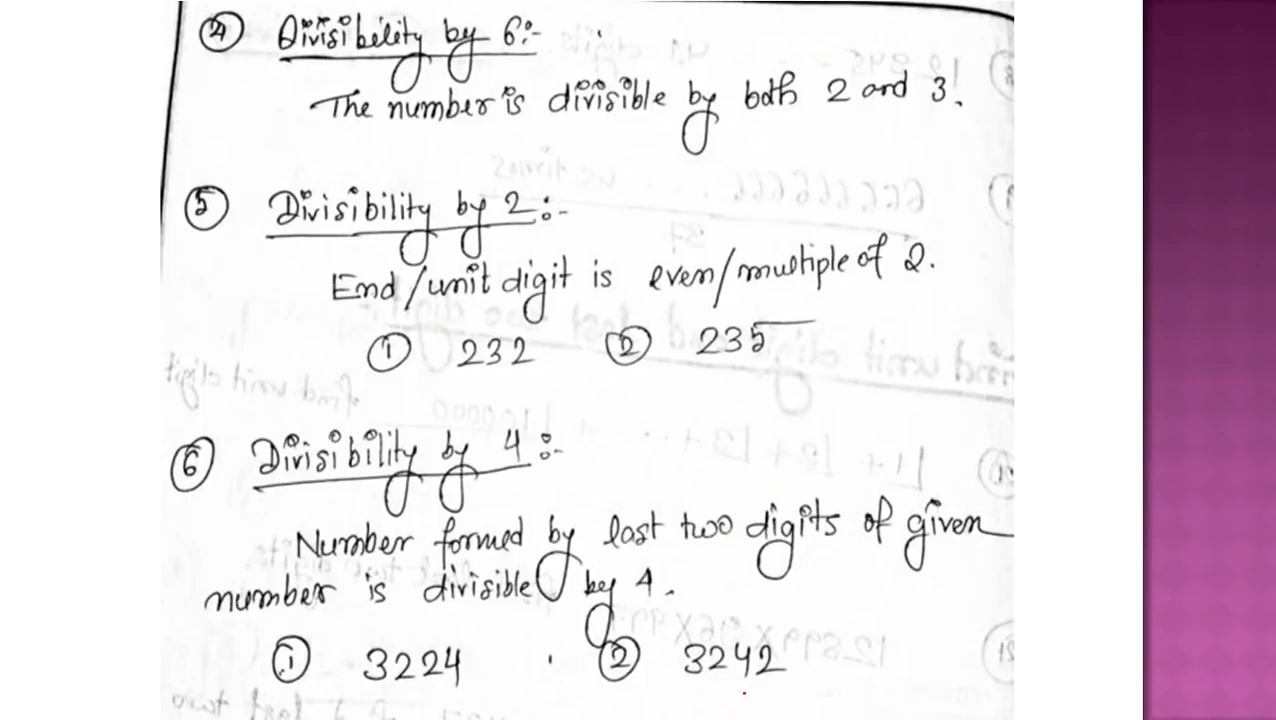 ④ Divisibility by 6:-
The number is divisible by both 2 and 3.
⑤ Divisibility by 2:-
End/unit digit is even/multiple of 2.
① 232 ② 235
⑥ Divisibility by 4:-
Number formed by last two digits of given
number is divisible by 4.
① 3224 ② 3242